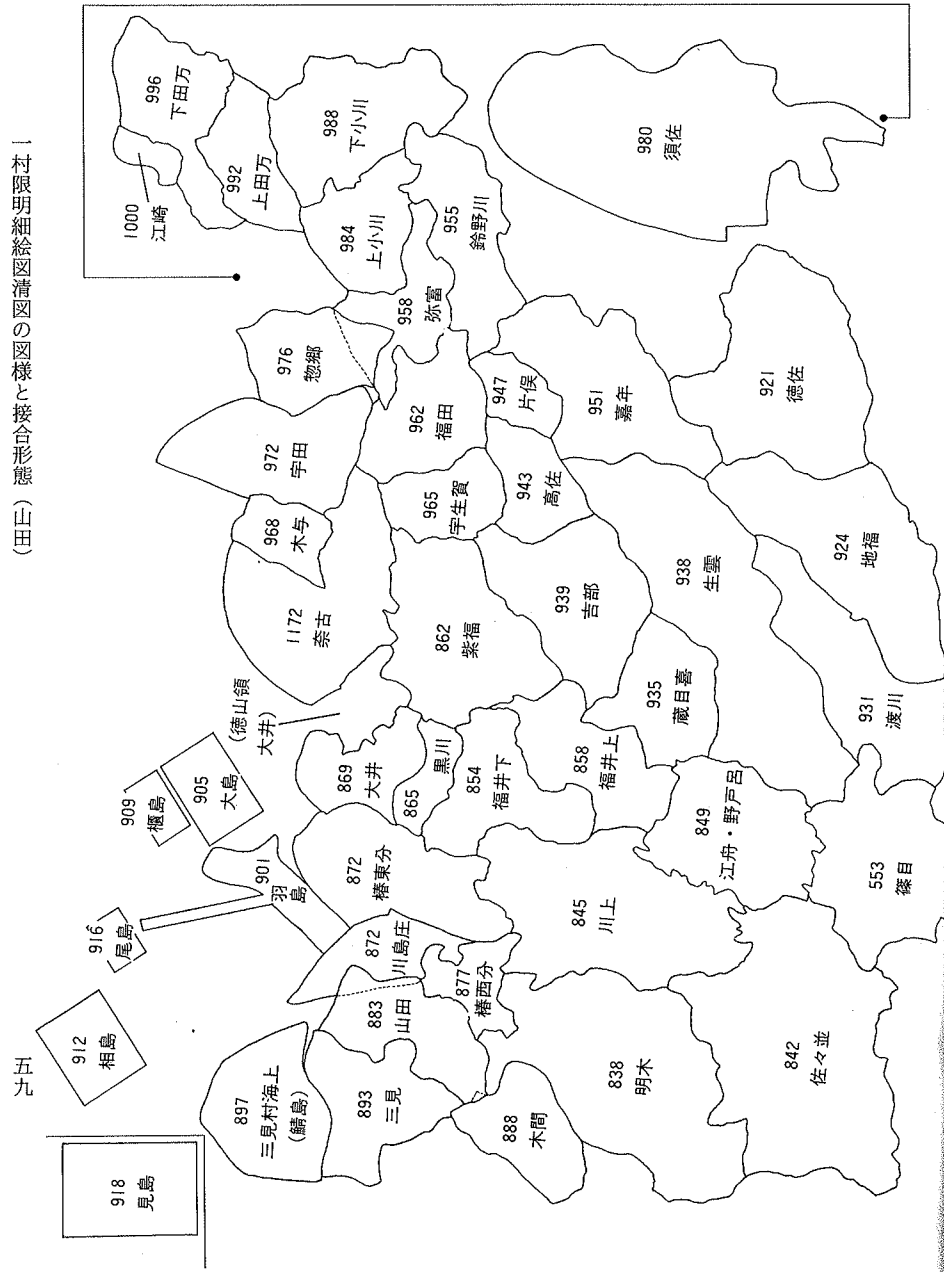 一村限明細絵図清図の図様と接合形態（山田）
996
下田万
1000
江崎
992
上田万
988
下小川
984
上小川
980
須佐
976
惣郷
958
弥富
955
鈴野川
972
宇田
962
福田
947
片俣
951
嘉年
921
徳佐
968
木与
965
宇生賀
943
高佐
1172
奈古
862
紫福
939
吉部
938
生雲
924
地福
（徳山領
大井）
935
蔵目喜
931
渡川
909
櫃島
905
大島
869
大井
865
黒川
854
福井下
858
福井上
849
江舟・野戸呂
901
羽島
872
椿東分
553
篠目
916
尾島
872
川島庄
845
川上
877
椿西分
912
相島
883
山田
897
三見村海上
（鯖島）
893
三見
888
木間
838
明木
842
佐々並
918
見島
五九